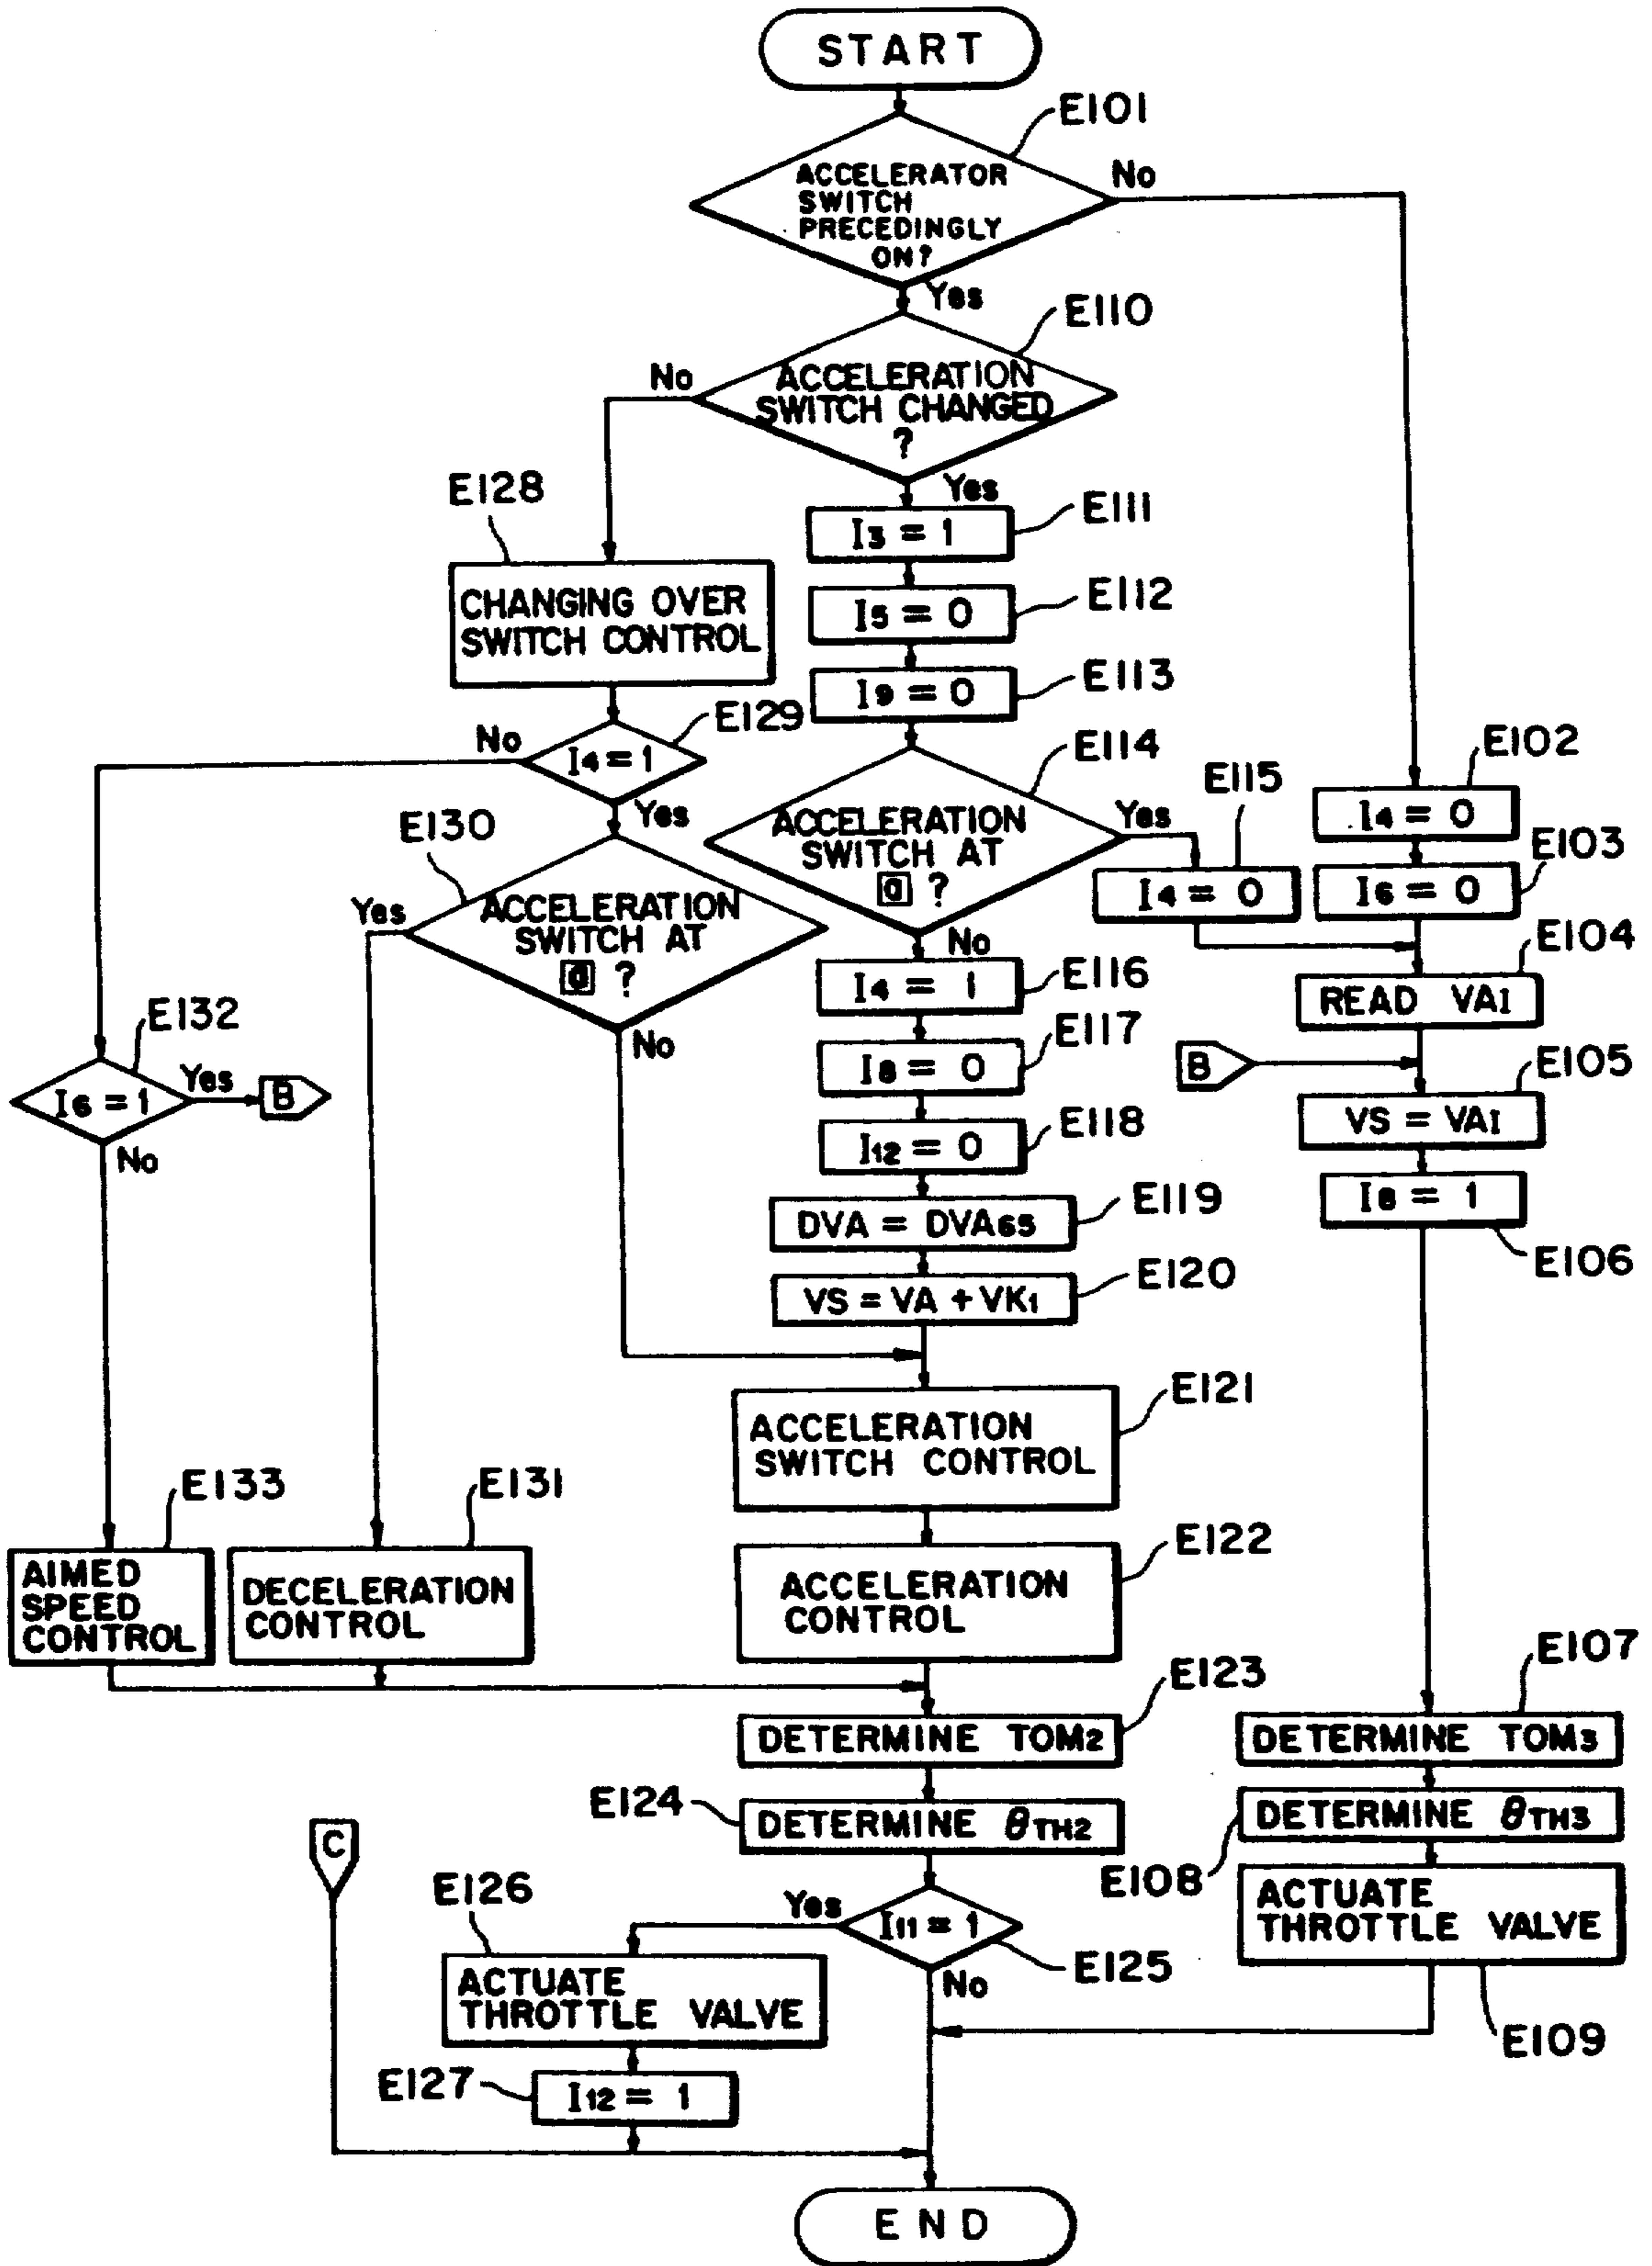 START
E101
ACCELERATOR
SWITCH
PRECEDINGLY
ON?
No
Yes
E110
ACCELERATION
SWITCH CHANGED
?
No
Yes
E128
CHANGING OVER
SWITCH CONTROL
I3 = 1
E111
I5 = 0
E112
I9 = 0
E113
E129
I4 = 1
No
Yes
E114
ACCELERATION
SWITCH AT
a ?
Yes
No
E115
I4 = 0
E102
I4 = 0
E103
I6 = 0
E104
READ VAI
E130
ACCELERATION
SWITCH AT
a ?
Yes
No
E116
I4 = 1
E117
I8 = 0
E118
I12 = 0
E119
DVA = DVA65
E120
VS = VA + VK1
B
E105
VS = VAI
I8 = 1
E106
E132
I6 = 1
Yes
B
No
E121
ACCELERATION
SWITCH CONTROL
E133
AIMED
SPEED
CONTROL
E131
DECELERATION
CONTROL
E122
ACCELERATION
CONTROL
E123
DETERMINE TOM2
E107
DETERMINE TOM3
E124
DETERMINE θTH2
E108
DETERMINE θTH3
C
E126
ACTUATE
THROTTLE VALVE
Yes
I11 = 1
E125
No
ACTUATE
THROTTLE VALVE
E109
E127
I12 = 1
END